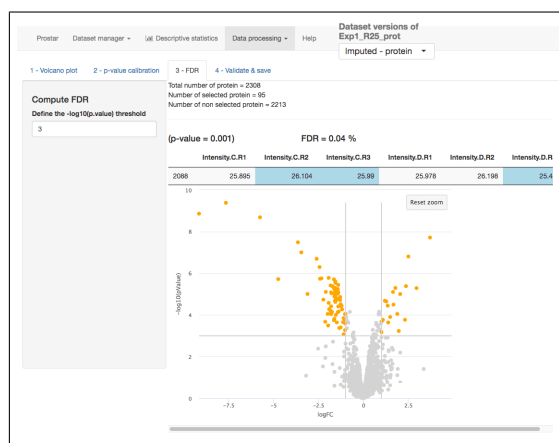 Prostar Dataset manager Descriptive statistics Data processing Help
Dataset versions of
Exp1_R25_prot
Imputed - protein
1 - Volcano plot 2 - p-value calibration 3 - FDR 4 - Validate & save
Compute FDR
Define the -log10(p.value) threshold
3
Total number of protein = 2308
Number of selected protein = 95
Number of non selected protein = 2213
(p-value = 0.001) FDR = 0.04 %
Intensity.C.R1 Intensity.C.R2 Intensity.C.R3 Intensity.D.R1 Intensity.D.R2 Intensity.D.R
2088 25.895 26.104 25.99 25.978 26.198 25.4
Reset zoom
10
8
6
4
2
0
-log10(pValue)
-7.5 -5 -2.5 0 2.5
logFC